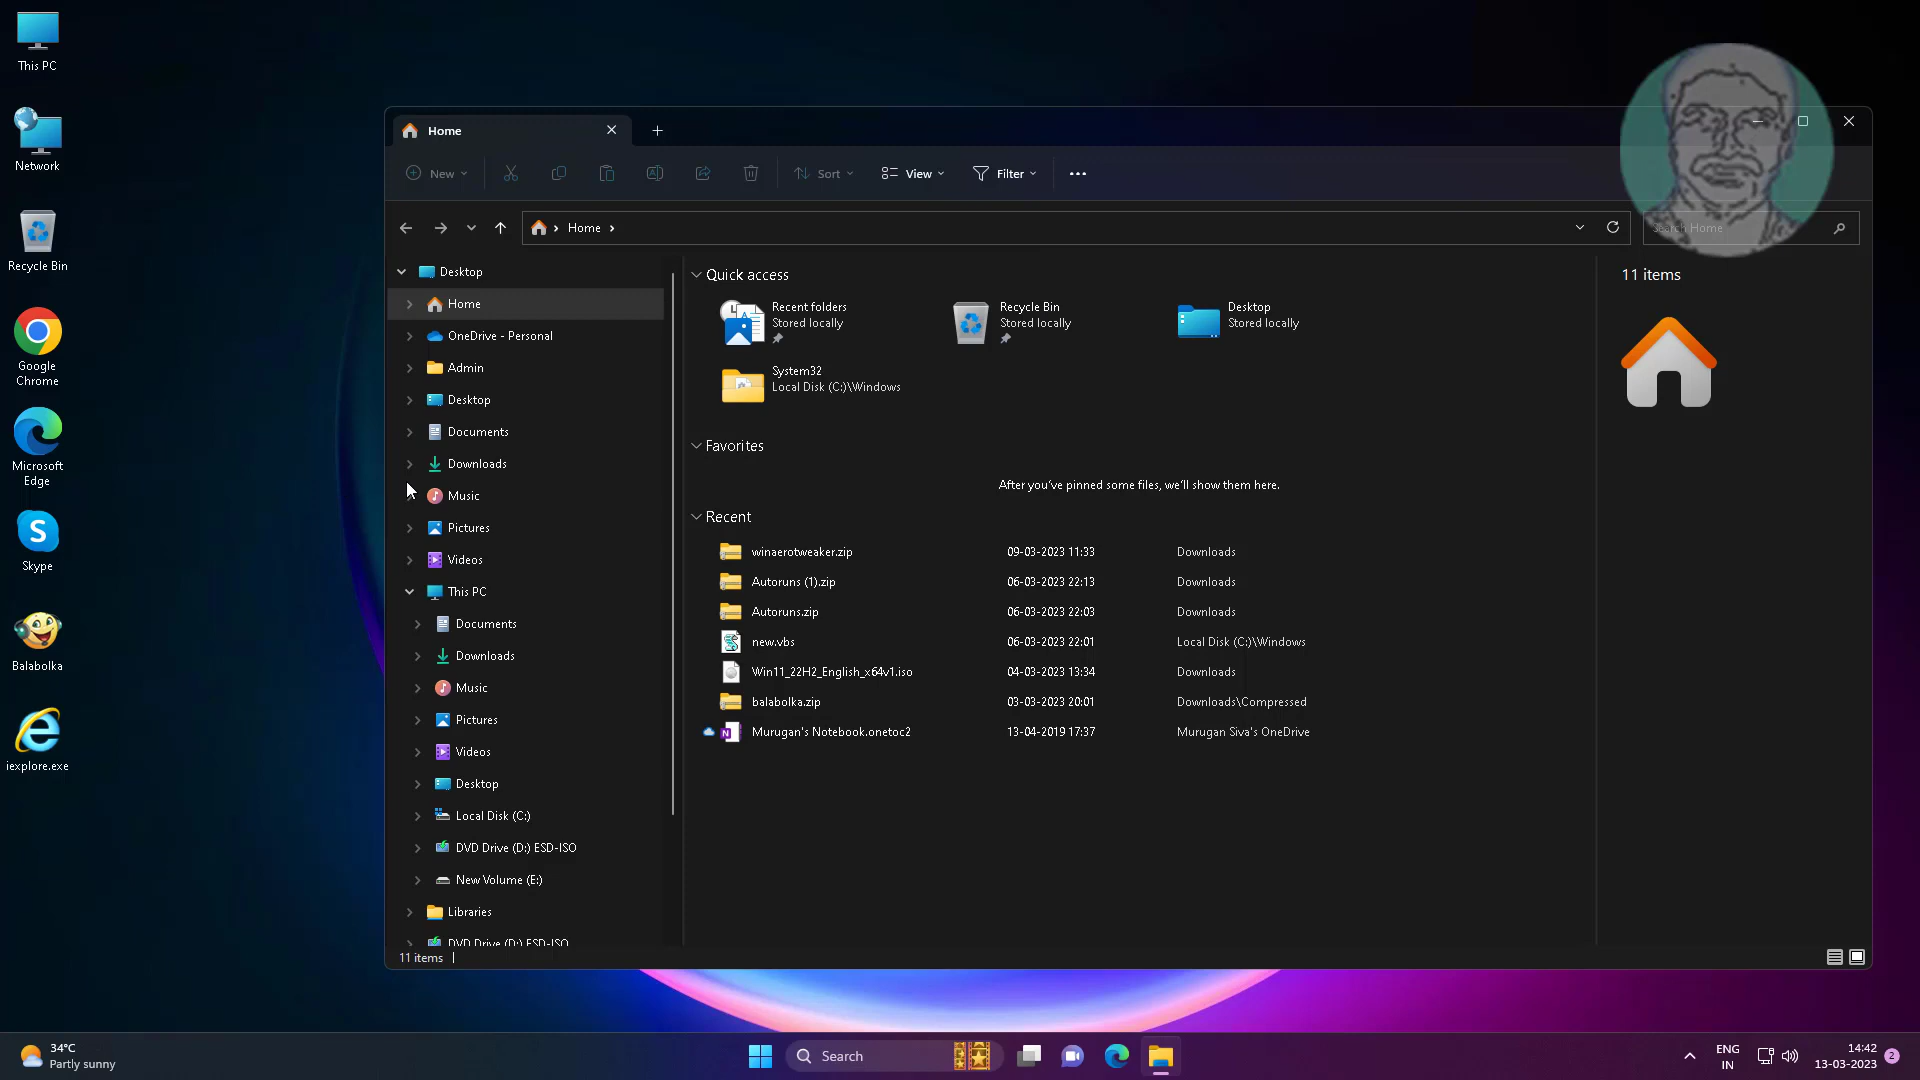 This PC
Network
Recycle Bin
Google
Chrome
Microsoft
Edge
Skype
Balabolka
iexplore.exe
Home
New
Sort
View
Filter
Home
Search Home
Desktop
Home
OneDrive - Personal
Admin
Desktop
Documents
Downloads
Music
Pictures
Videos
This PC
Documents
Downloads
Music
Pictures
Videos
Desktop
Local Disk (C:)
DVD Drive (D:) ESD-ISO
New Volume (E:)
Libraries
DVD Drive (D:) ESD-ISO
Quick access
Recent folders
Stored locally
Recycle Bin
Stored locally
Desktop
Stored locally
System32
Local Disk (C:)\Windows
Favorites
After you've pinned some files, we'll show them here.
Recent
winaerotweaker.zip 09-03-2023 11:33 Downloads
Autoruns (1).zip 06-03-2023 22:13 Downloads
Autoruns.zip 06-03-2023 22:03 Downloads
new.vbs 06-03-2023 22:01 Local Disk (C:)\Windows
Win11_22H2_English_x64v1.iso 04-03-2023 13:34 Downloads
balabolka.zip 03-03-2023 20:01 Downloads\Compressed
Murugan's Notebook.onetoc2 13-04-2019 17:37 Murugan Siva's OneDrive
11 items
11 items
34°C
Partly sunny
Search
ENG
IN
14:42
13-03-2023
2